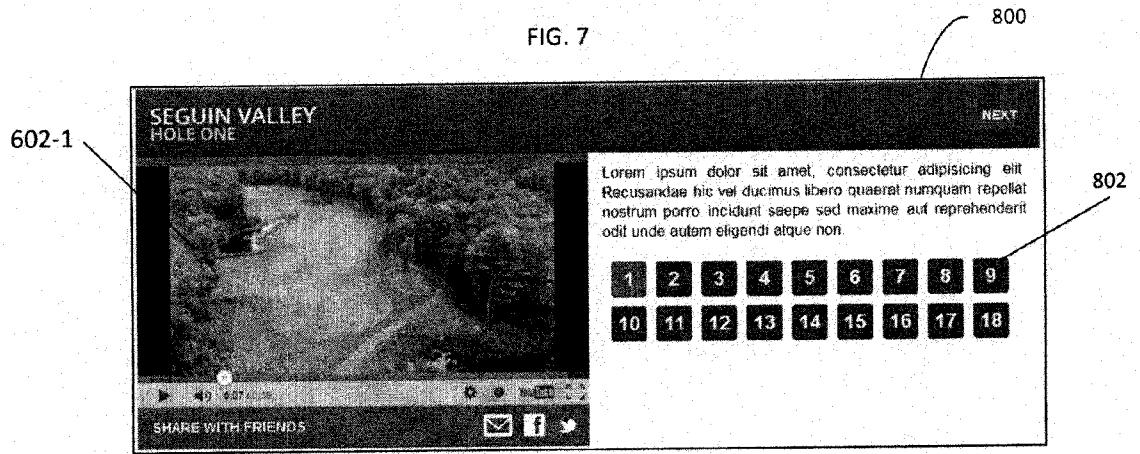 FIG. 7
800
SEGUIN VALLEY
HOLE ONE
NEXT
602-1
Lorem ipsum dolor sit amet, consectetur adipisicing elit
Recusandae hic vel ducimus libero quaerat numquam repellat
nostrum porro incidunt saepe sed maxime aut reprehenderit
odit unde autem eligendi atque non.
802
1 2 3 4 5 6 7 8 9
10 11 12 13 14 15 16 17 18
0:07
YouTube
SHARE WITH FRIENDS